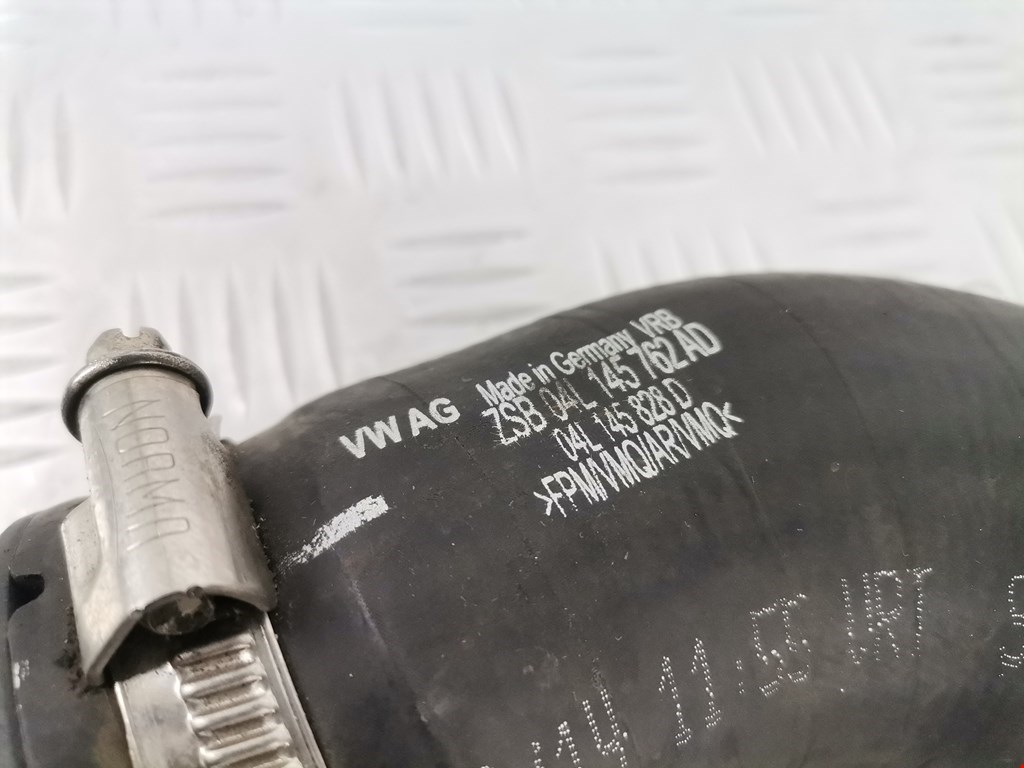 NORMA
VW AG
Made in Germany VRB
ZSB 04L 145 762 AD
04L 145 828 D
>FPM/VMQ/AR/VMQ<
14 11:55 URT